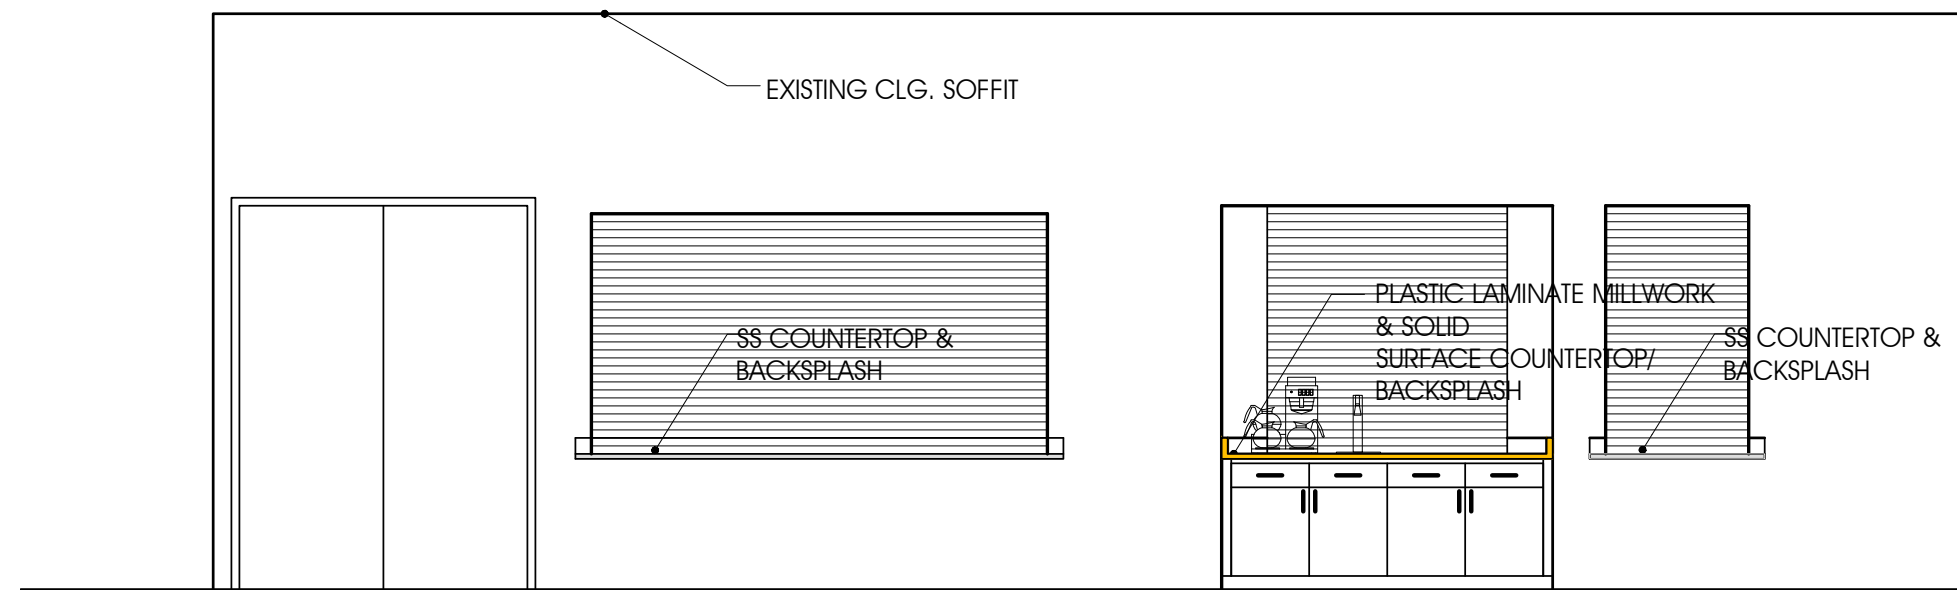 EXISTING CLG. SOFFIT
SS COUNTERTOP &
BACKSPLASH
PLASTIC LAMINATE MILLWORK
& SOLID
SURFACE COUNTERTOP/
BACKSPLASH
SS COUNTERTOP &
BACKSPLASH